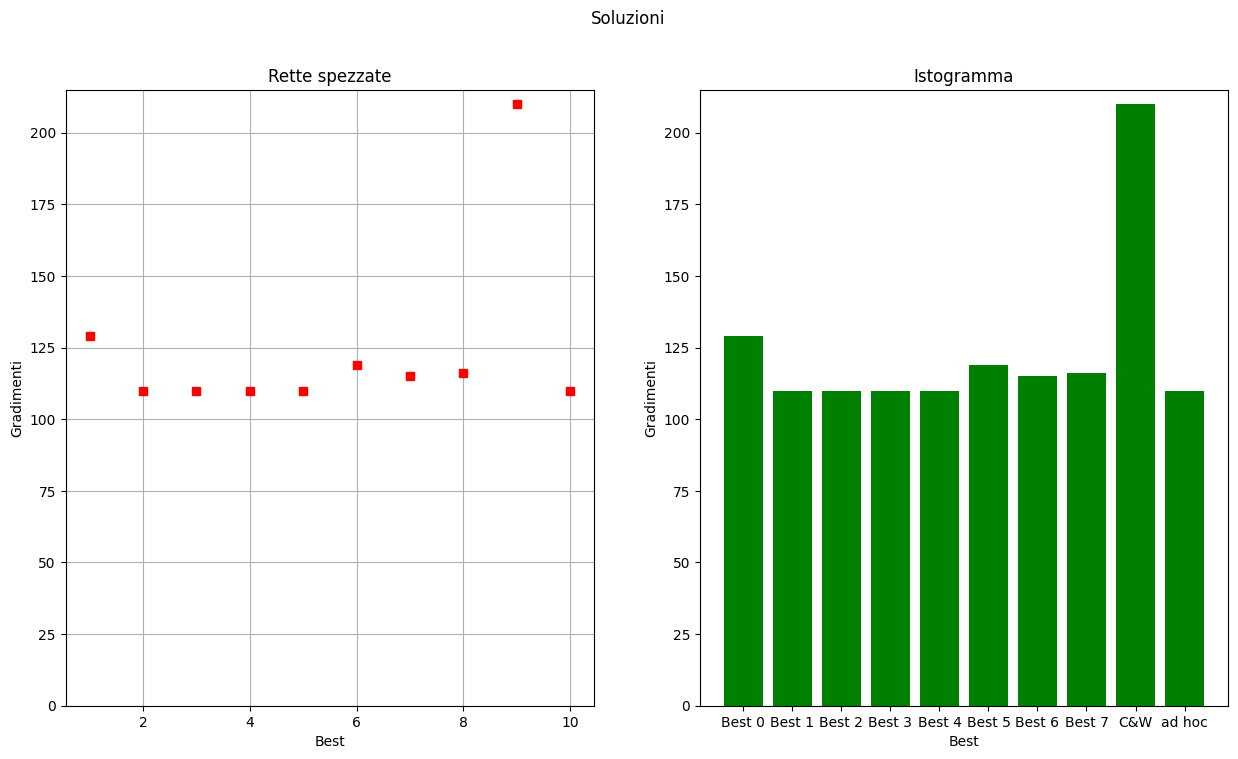 Soluzioni
Rette spezzate
Gradimenti
200
175
150
125
100
75
50
25
0
2 4 6 8 10
Best
Istogramma
Gradimenti
200
175
150
125
100
75
50
25
0
Best 0 Best 1 Best 2 Best 3 Best 4 Best 5 Best 6 Best 7 C&W ad hoc
Best